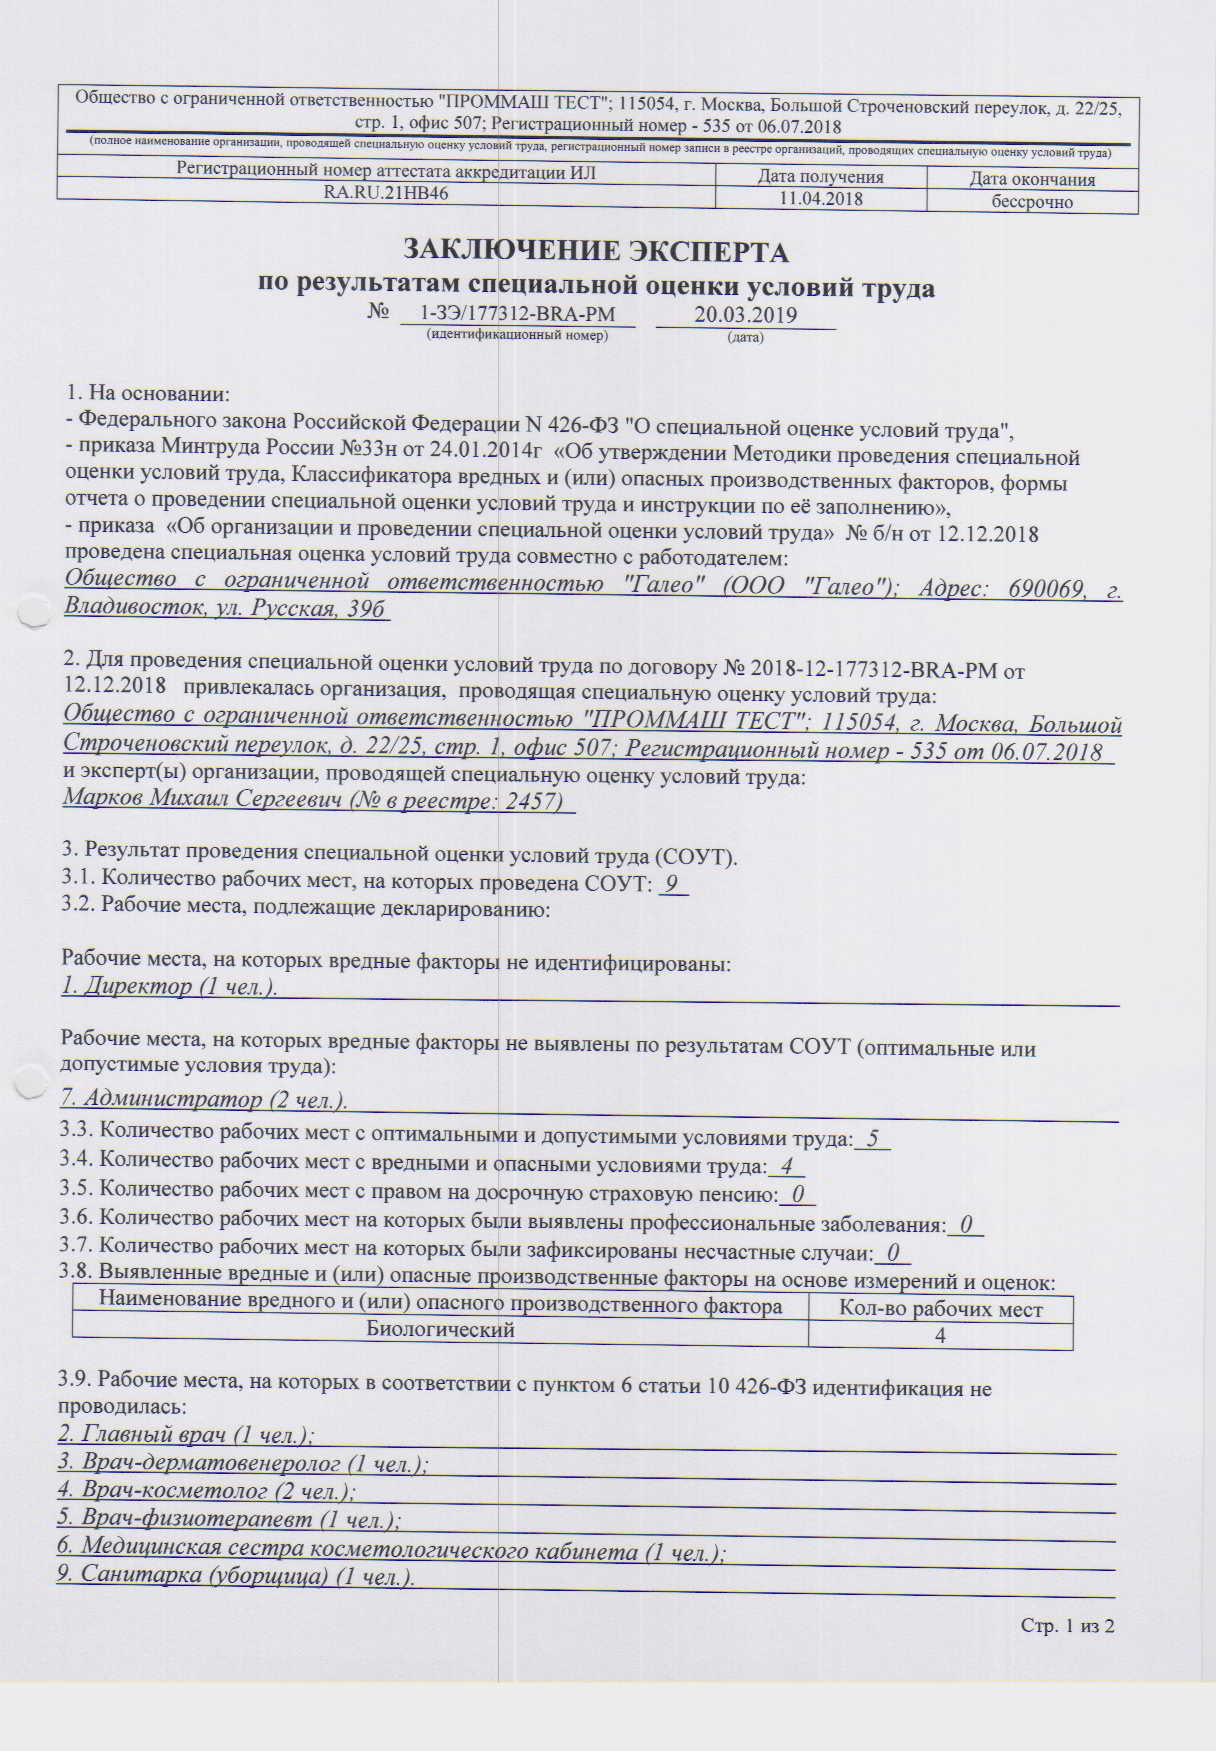 Общество с ограниченной ответственностью "ПРОММАШ ТЕСТ"; 115054, г. Москва, Большой Строченовский переулок, д. 22/25,
стр. 1, офис 507; Регистрационный номер - 535 от 06.07.2018
(полное наименование организации, проводящей специальную оценку условий труда, регистрационный номер записи в реестре организаций, проводящих специальную оценку условий труда)
Регистрационный номер аттестата аккредитации ИЛ Дата получения Дата окончания
RA.RU.21НВ46 11.04.2018 бессрочно
ЗАКЛЮЧЕНИЕ ЭКСПЕРТА
по результатам специальной оценки условий труда
№ 1-ЗЭ/177312-BRA-PM 20.03.2019
(идентификационный номер) (дата)
1. На основании:
- Федерального закона Российской Федерации N 426-ФЗ "О специальной оценке условий труда",
- приказа Минтруда России №33н от 24.01.2014г «Об утверждении Методики проведения специальной
оценки условий труда, Классификатора вредных и (или) опасных производственных факторов, формы
отчета о проведении специальной оценки условий труда и инструкции по её заполнению»,
- приказа «Об организации и проведении специальной оценки условий труда» № б/н от 12.12.2018
проведена специальная оценка условий труда совместно с работодателем:
Общество с ограниченной ответственностью "Галео" (ООО "Галео"); Адрес: 690069, г.
Владивосток, ул. Русская, 39б
2. Для проведения специальной оценки условий труда по договору № 2018-12-177312-BRA-PM от
12.12.2018 привлекалась организация, проводящая специальную оценку условий труда:
Общество с ограниченной ответственностью "ПРОММАШ ТЕСТ"; 115054, г. Москва, Большой
Строченовский переулок, д. 22/25, стр. 1, офис 507; Регистрационный номер - 535 от 06.07.2018
и эксперт(ы) организации, проводящей специальную оценку условий труда:
Марков Михаил Сергеевич (№ в реестре: 2457)
3. Результат проведения специальной оценки условий труда (СОУТ).
3.1. Количество рабочих мест, на которых проведена СОУТ: 9
3.2. Рабочие места, подлежащие декларированию:
Рабочие места, на которых вредные факторы не идентифицированы:
1. Директор (1 чел.).
Рабочие места, на которых вредные факторы не выявлены по результатам СОУТ (оптимальные или
допустимые условия труда):
7. Администратор (2 чел.).
3.3. Количество рабочих мест с оптимальными и допустимыми условиями труда: 5
3.4. Количество рабочих мест с вредными и опасными условиями труда: 4
3.5. Количество рабочих мест с правом на досрочную страховую пенсию: 0
3.6. Количество рабочих мест на которых были выявлены профессиональные заболевания: 0
3.7. Количество рабочих мест на которых были зафиксированы несчастные случаи: 0
3.8. Выявленные вредные и (или) опасные производственные факторы на основе измерений и оценок:
Наименование вредного и (или) опасного производственного фактора Кол-во рабочих мест
Биологический 4
3.9. Рабочие места, на которых в соответствии с пунктом 6 статьи 10 426-ФЗ идентификация не
проводилась:
2. Главный врач (1 чел.);
3. Врач-дерматовенеролог (1 чел.);
4. Врач-косметолог (2 чел.);
5. Врач-физиотерапевт (1 чел.);
6. Медицинская сестра косметологического кабинета (1 чел.);
9. Санитарка (уборщица) (1 чел.).
Стр. 1 из 2